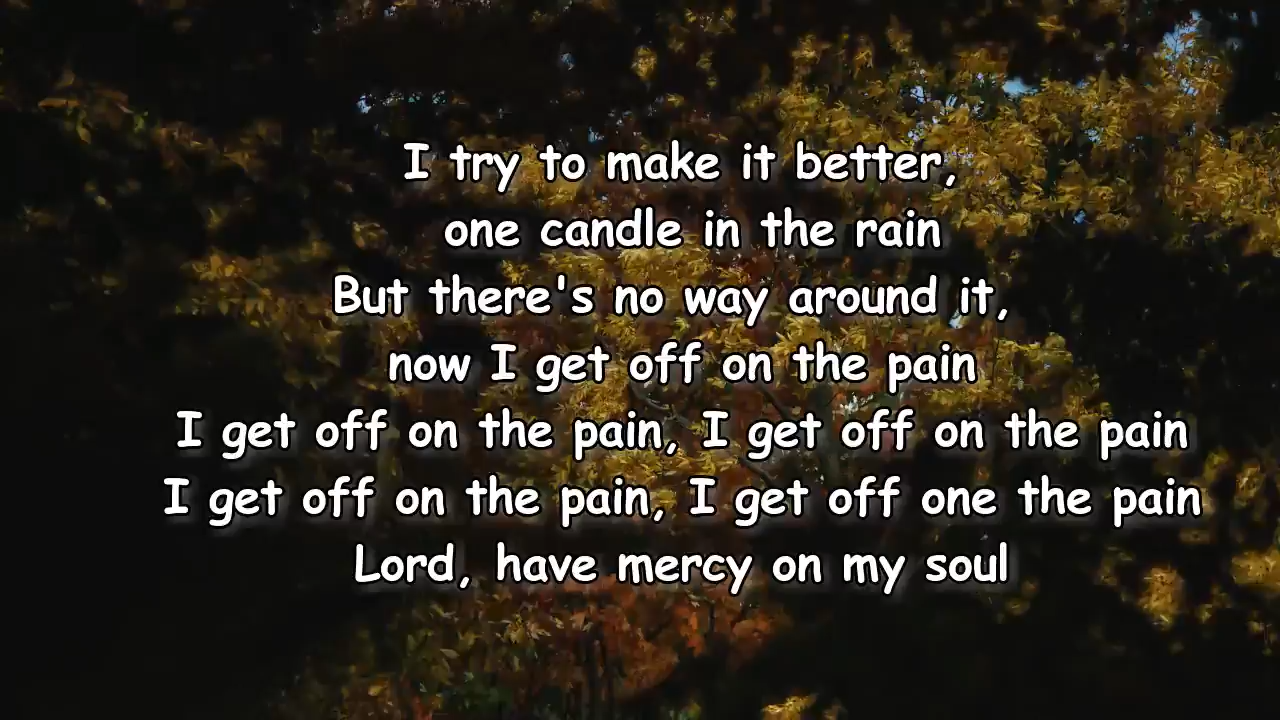 I try to make it better,
one candle in the rain
But there's no way around it,
now I get off on the pain
I get off on the pain, I get off on the pain
I get off on the pain, I get off one the pain
Lord, have mercy on my soul